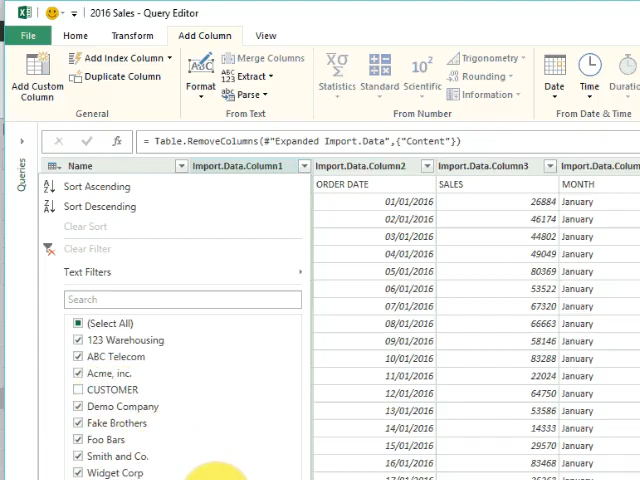 2016 Sales - Query Editor
File Home Transform Add Column View
Add Custom Column
Add Index Column
Duplicate Column
General
Format
Merge Columns
ABC 123 Extract
ABC 123 Parse
From Text
Statistics
Standard
10² Scientific
From Number
Trigonometry
Rounding
Information
Date
Time
From Date & Time
= Table.RemoveColumns(#"Expanded Import.Data",{"Content"})
Queries
Name Import.Data.Column1 Import.Data.Column2 Import.Data.Column3 Import.Data.Colum
ORDER DATE SALES MONTH
01/01/2016 26884 January
02/01/2016 46174 January
03/01/2016 44802 January
04/01/2016 49049 January
05/01/2016 80369 January
06/01/2016 53522 January
07/01/2016 67320 January
08/01/2016 66663 January
09/01/2016 58146 January
10/01/2016 83288 January
11/01/2016 22024 January
12/01/2016 64750 January
13/01/2016 53586 January
14/01/2016 14333 January
15/01/2016 29570 January
16/01/2016 83468 January
Sort Ascending
Sort Descending
Clear Sort
Clear Filter
Text Filters
Search
(Select All)
123 Warehousing
ABC Telecom
Acme, inc.
CUSTOMER
Demo Company
Fake Brothers
Foo Bars
Smith and Co.
Widget Corp